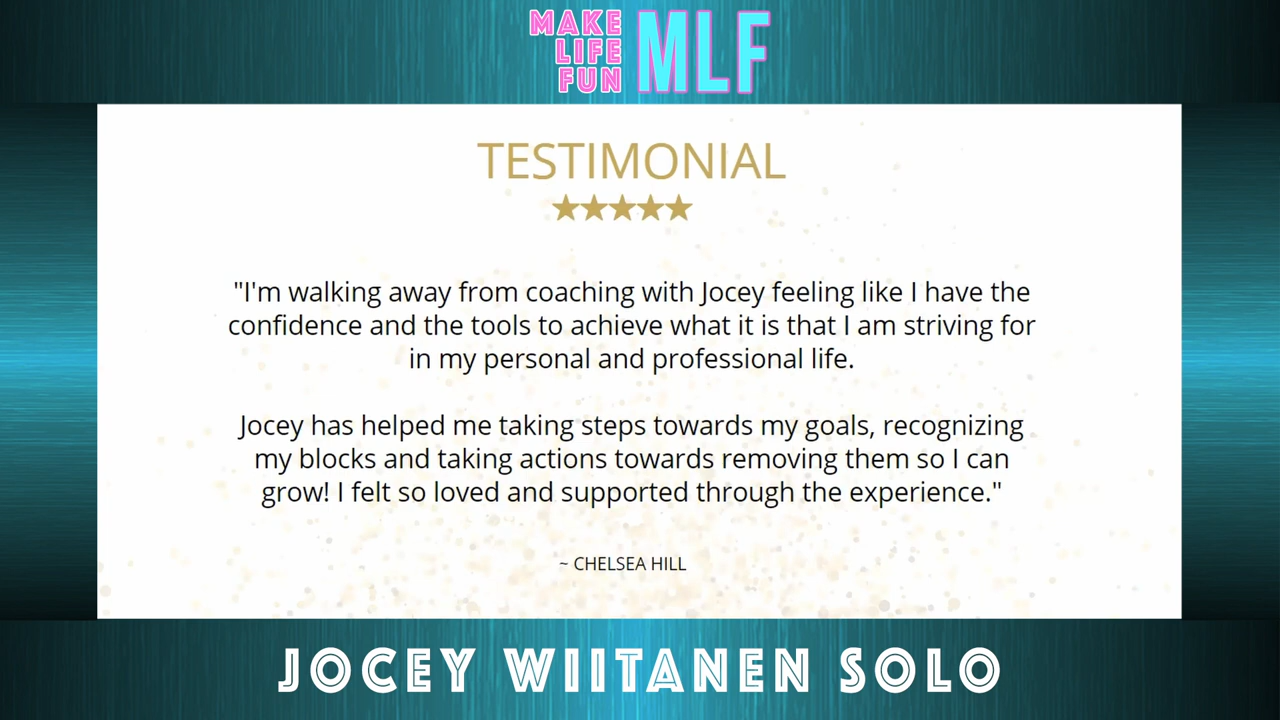 MAKE
LIFE
FUN
MLF
TESTIMONIAL
★★★★★
"I'm walking away from coaching with Jocey feeling like I have the
confidence and the tools to achieve what it is that I am striving for
in my personal and professional life.
Jocey has helped me taking steps towards my goals, recognizing
my blocks and taking actions towards removing them so I can
grow! I felt so loved and supported through the experience."
~ CHELSEA HILL
JOCEY WIITANEN SOLO